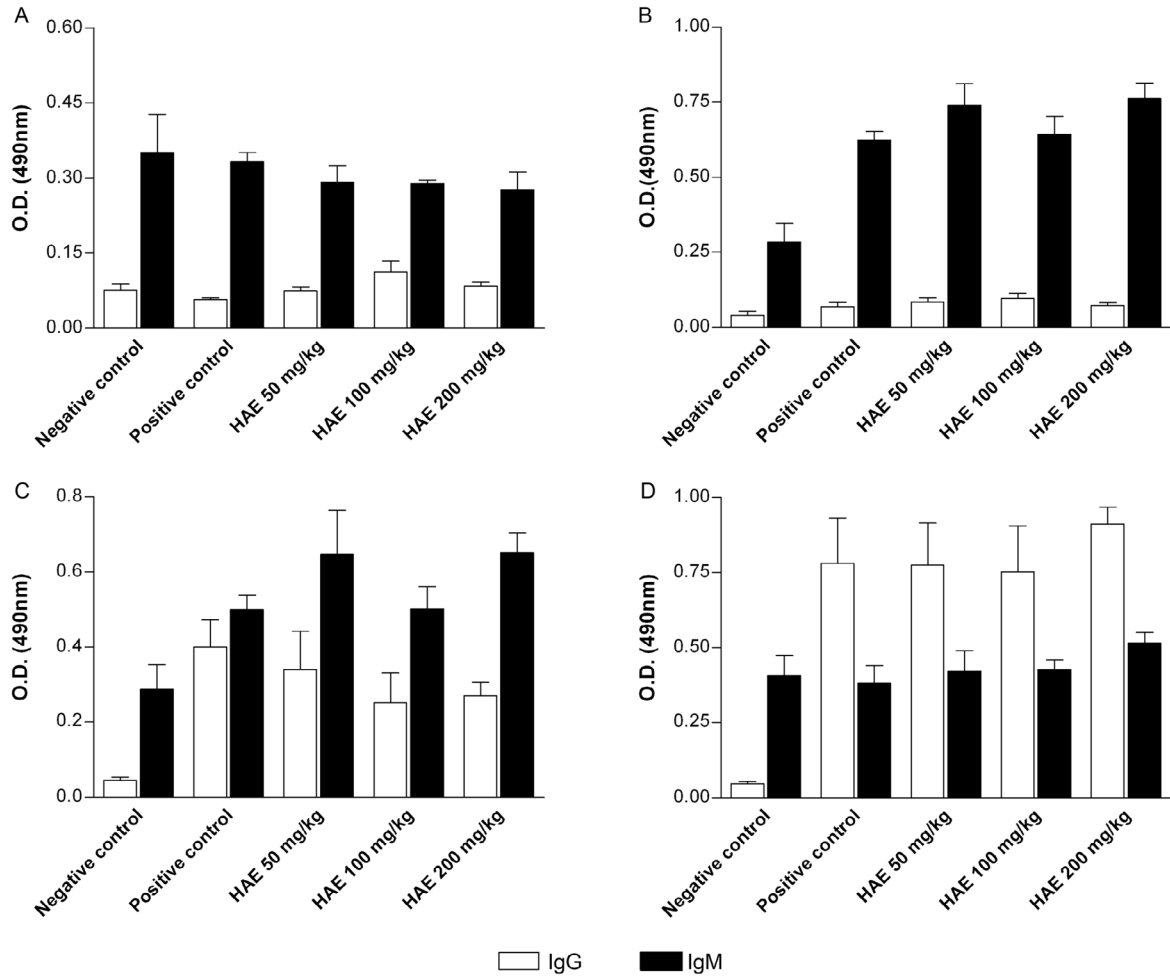 A
O.D. (490nm)
0.60
0.45
0.30
0.15
0.00
Negative control
Positive control
HAE 50 mg/kg
HAE 100 mg/kg
HAE 200 mg/kg
B
O.D.(490nm)
1.00
0.75
0.50
0.25
0.00
Negative control
Positive control
HAE 50 mg/kg
HAE 100 mg/kg
HAE 200 mg/kg
C
O.D. (490nm)
0.8
0.6
0.4
0.2
0.0
Negative control
Positive control
HAE 50 mg/kg
HAE 100 mg/kg
HAE 200 mg/kg
D
O.D. (490nm)
1.00
0.75
0.50
0.25
0.00
Negative control
Positive control
HAE 50 mg/kg
HAE 100 mg/kg
HAE 200 mg/kg
IgG
IgM